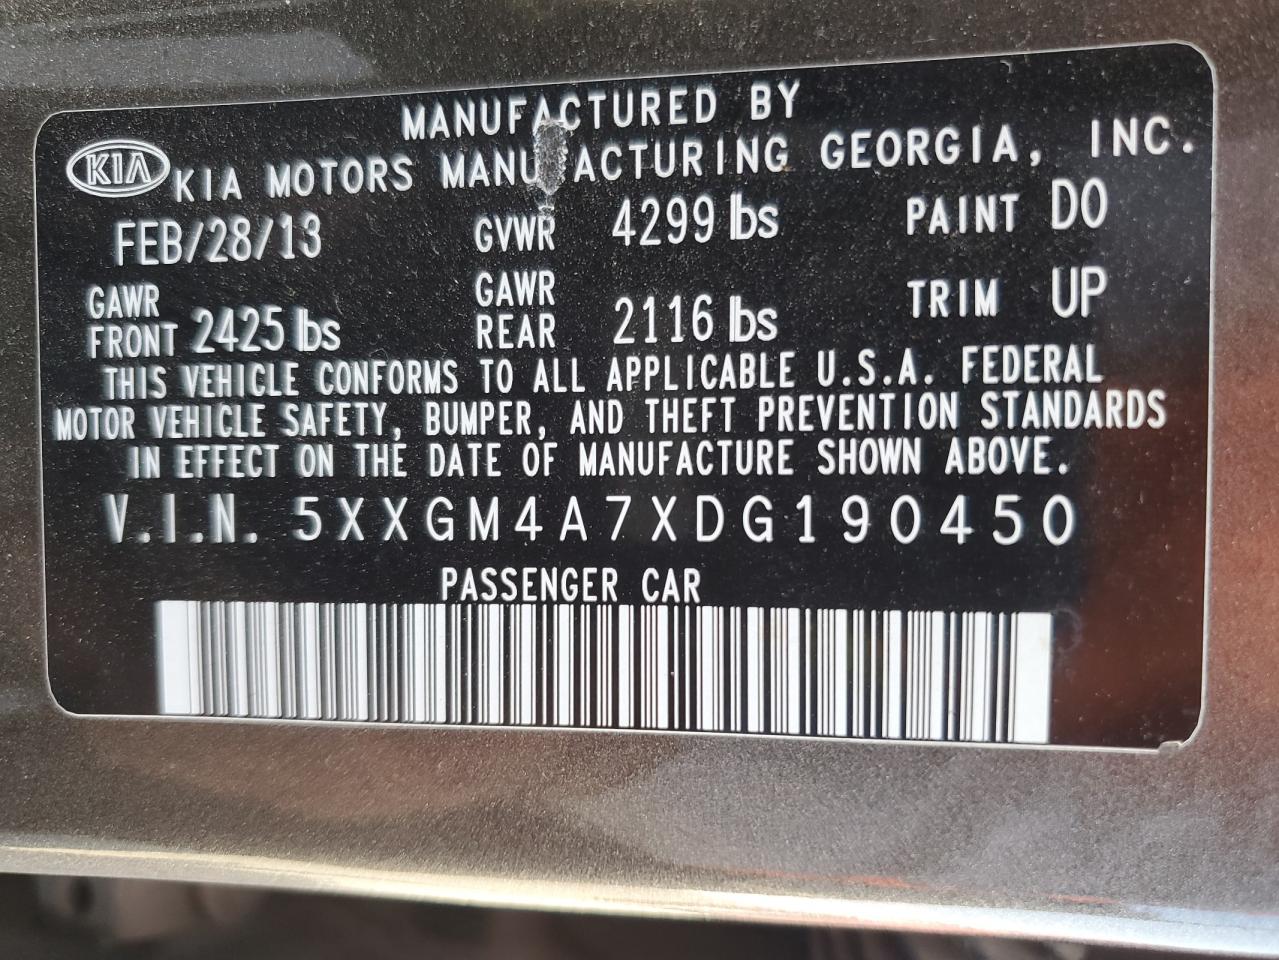 MANUFACTURED BY
KIA KIA MOTORS MANUFACTURING GEORGIA, INC.
FEB/28/13 GVWR 4299 lbs PAINT D0
GAWR FRONT 2425 lbs GAWR REAR 2116 lbs TRIM UP
THIS VEHICLE CONFORMS TO ALL APPLICABLE U.S.A. FEDERAL
MOTOR VEHICLE SAFETY, BUMPER, AND THEFT PREVENTION STANDARDS
IN EFFECT ON THE DATE OF MANUFACTURE SHOWN ABOVE.
V.I.N. 5XXGM4A7XDG190450
PASSENGER CAR